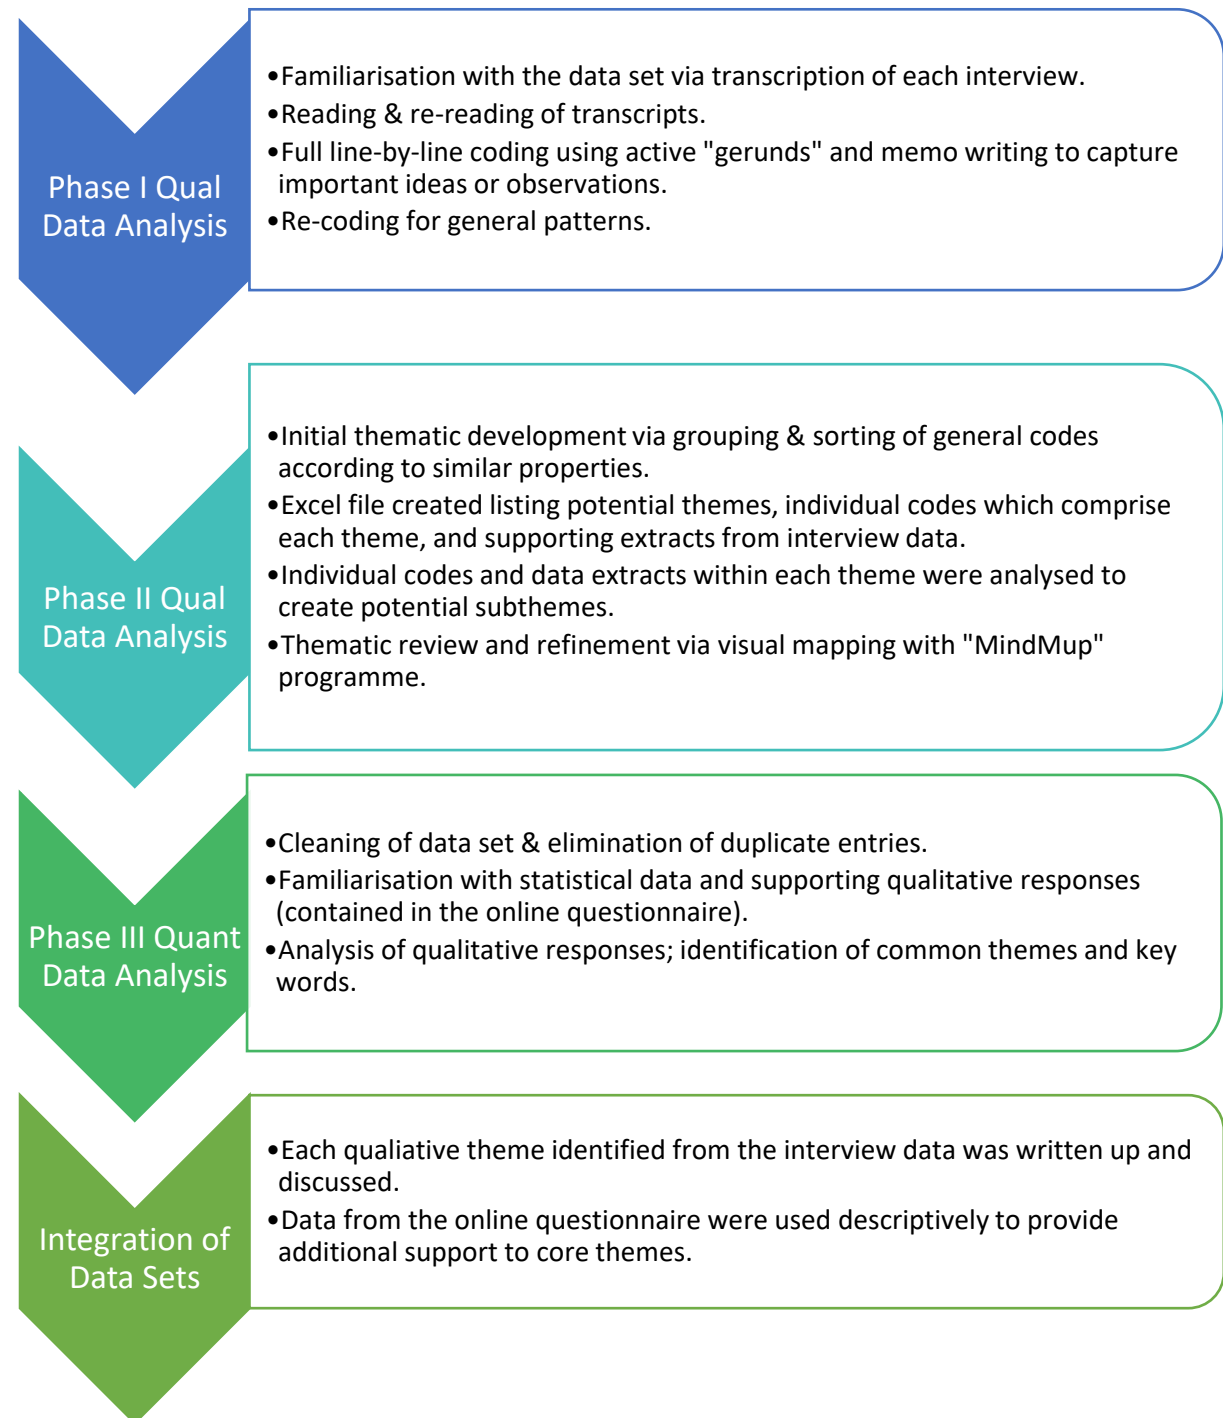 Phase I Qual
Data Analysis
•Familiarisation with the data set via transcription of each interview.
•Reading & re-reading of transcripts.
•Full line-by-line coding using active "gerunds" and memo writing to capture
important ideas or observations.
•Re-coding for general patterns.
Phase II Qual
Data Analysis
•Initial thematic development via grouping & sorting of general codes
according to similar properties.
•Excel file created listing potential themes, individual codes which comprise
each theme, and supporting extracts from interview data.
•Individual codes and data extracts within each theme were analysed to
create potential subthemes.
•Thematic review and refinement via visual mapping with "MindMup"
programme.
Phase III Quant
Data Analysis
•Cleaning of data set & elimination of duplicate entries.
•Familiarisation with statistical data and supporting qualitative responses
(contained in the online questionnaire).
•Analysis of qualitative responses; identification of common themes and key
words.
Integration of
Data Sets
•Each qualiative theme identified from the interview data was written up and
discussed.
•Data from the online questionnaire were used descriptively to provide
additional support to core themes.